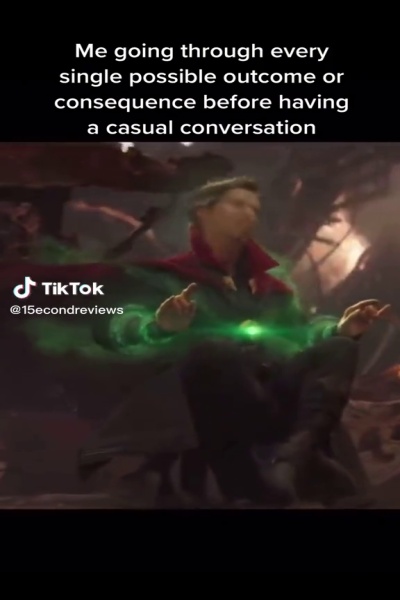 Me going through every
single possible outcome or
consequence before having
a casual conversation
TikTok
@15econdreviews